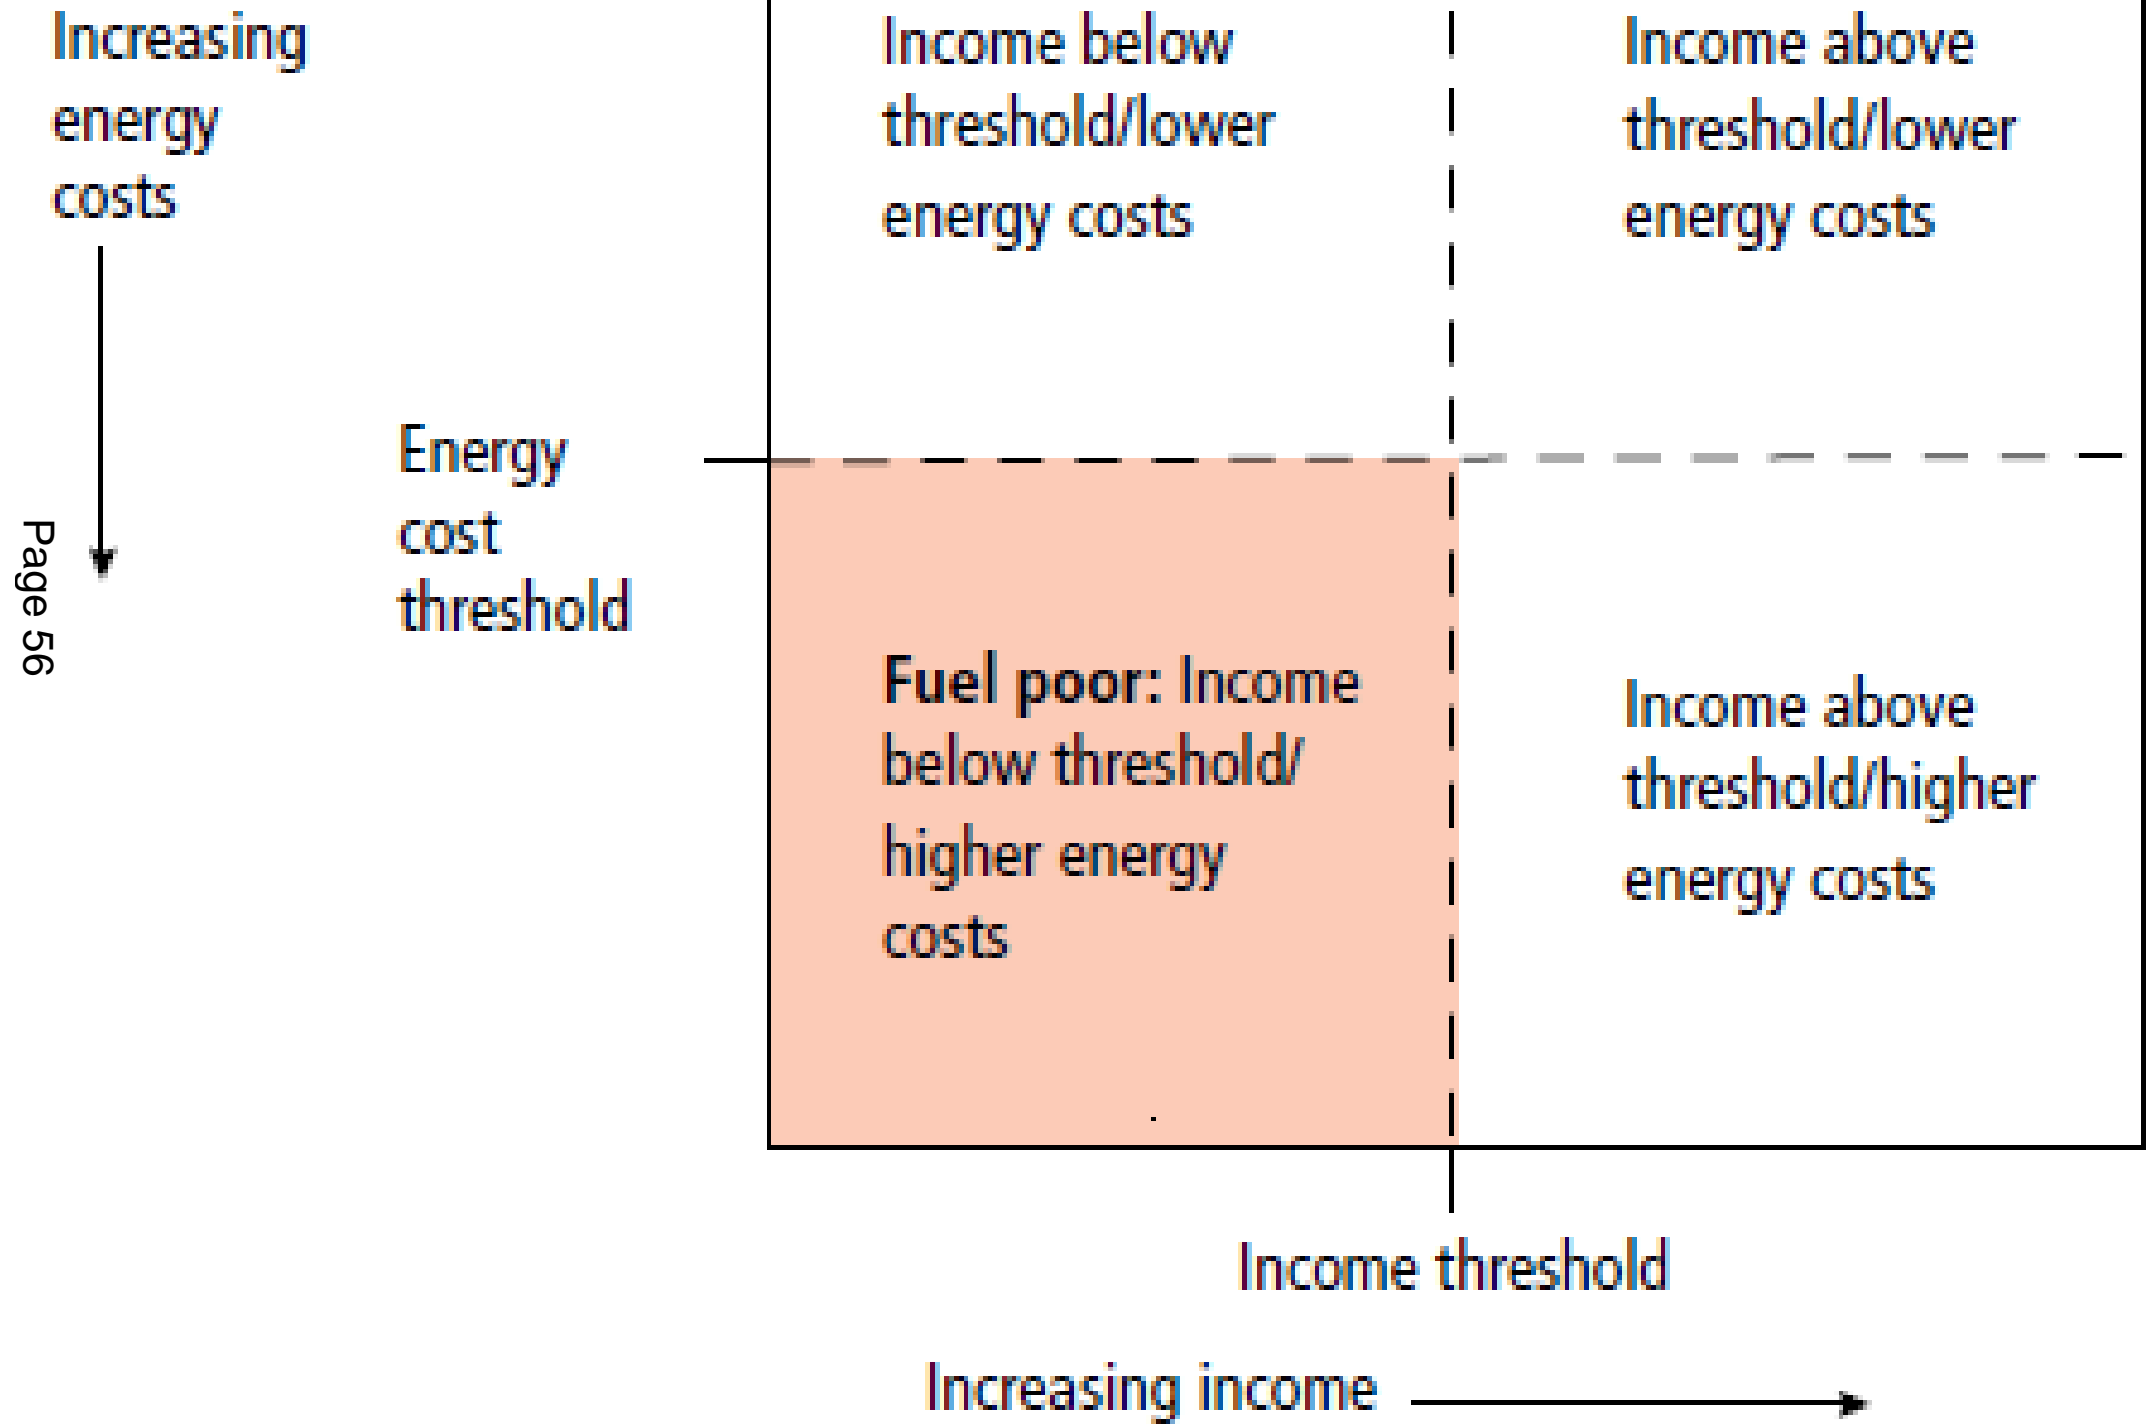 Increasing
energy
costs
Income below
threshold/lower
energy costs
Income above
threshold/lower
energy costs
Energy
cost
threshold
Page 56
Fuel poor: Income
below threshold/
higher energy
costs
Income above
threshold/higher
energy costs
Income threshold
Increasing income